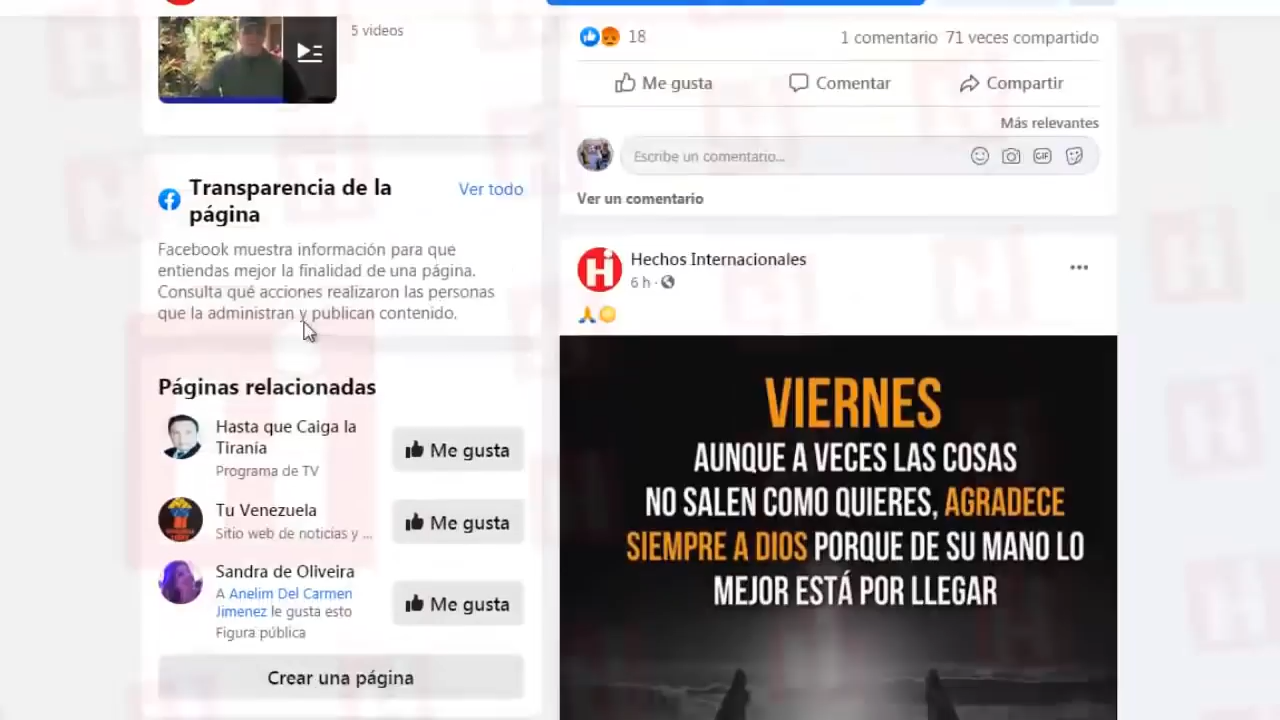 5 videos
Transparencia de la
página
Ver todo
Facebook muestra información para que
entiendas mejor la finalidad de una página.
Consulta qué acciones realizaron las personas
que la administran y publican contenido.
Páginas relacionadas
Hasta que Caiga la
Tiranía
Programa de TV
Me gusta
Tu Venezuela
Sitio web de noticias y ...
Me gusta
Sandra de Oliveira
A Anelim Del Carmen
Jimenez le gusta esto
Figura pública
Me gusta
Crear una página
18
1 comentario 71 veces compartido
Me gusta
Comentar
Compartir
Más relevantes
Escribe un comentario...
GIF
Ver un comentario
Hi
Hechos Internacionales
6 h ·
VIERNES
AUNQUE A VECES LAS COSAS
NO SALEN COMO QUIERES, AGRADECE
SIEMPRE A DIOS PORQUE DE SU MANO LO
MEJOR ESTÁ POR LLEGAR